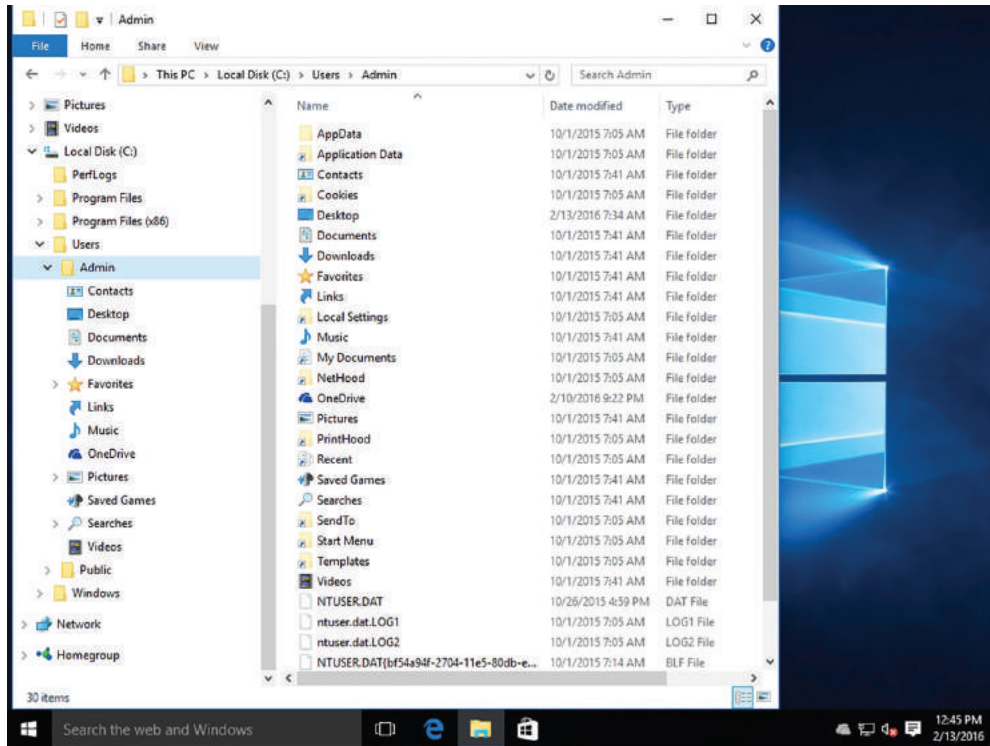 Admin
File Home Share View
This PC > Local Disk (C:) > Users > Admin
Search Admin
Pictures
Videos
Local Disk (C:)
PerfLogs
Program Files
Program Files (x86)
Users
Admin
Contacts
Desktop
Documents
Downloads
Favorites
Links
Music
OneDrive
Pictures
Saved Games
Searches
Videos
Public
Windows
Network
Homegroup
Name Date modified Type
AppData 10/1/2015 7:05 AM File folder
Application Data 10/1/2015 7:05 AM File folder
Contacts 10/1/2015 7:41 AM File folder
Cookies 10/1/2015 7:05 AM File folder
Desktop 2/13/2016 7:34 AM File folder
Documents 10/1/2015 7:41 AM File folder
Downloads 10/1/2015 7:41 AM File folder
Favorites 10/1/2015 7:41 AM File folder
Links 10/1/2015 7:41 AM File folder
Local Settings 10/1/2015 7:05 AM File folder
Music 10/1/2015 7:41 AM File folder
My Documents 10/1/2015 7:05 AM File folder
NetHood 10/1/2015 7:05 AM File folder
OneDrive 2/10/2016 9:22 PM File folder
Pictures 10/1/2015 7:41 AM File folder
PrintHood 10/1/2015 7:05 AM File folder
Recent 10/1/2015 7:05 AM File folder
Saved Games 10/1/2015 7:41 AM File folder
Searches 10/1/2015 7:41 AM File folder
SendTo 10/1/2015 7:05 AM File folder
Start Menu 10/1/2015 7:05 AM File folder
Templates 10/1/2015 7:05 AM File folder
Videos 10/1/2015 7:41 AM File folder
NTUSER.DAT 10/26/2015 4:59 PM DAT File
ntuser.dat.LOG1 10/1/2015 7:05 AM LOG1 File
ntuser.dat.LOG2 10/1/2015 7:05 AM LOG2 File
NTUSER.DAT{bf54a94f-2704-11e5-80db-e... 10/1/2015 7:14 AM BLF File
30 items
Search the web and Windows
12:45 PM
2/13/2016